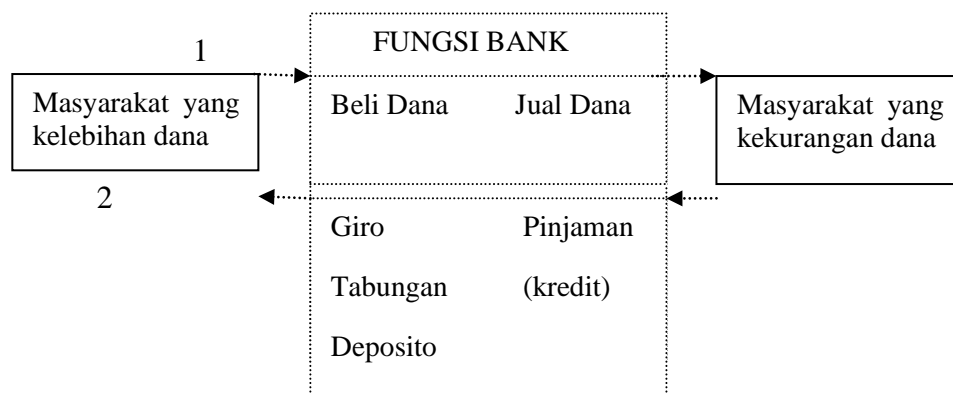 FUNGSI BANK
1
Masyarakat yang
kelebihan dana
Beli Dana Jual Dana
Masyarakat yang
kekurangan dana
2
Giro Pinjaman
Tabungan (kredit)
Deposito